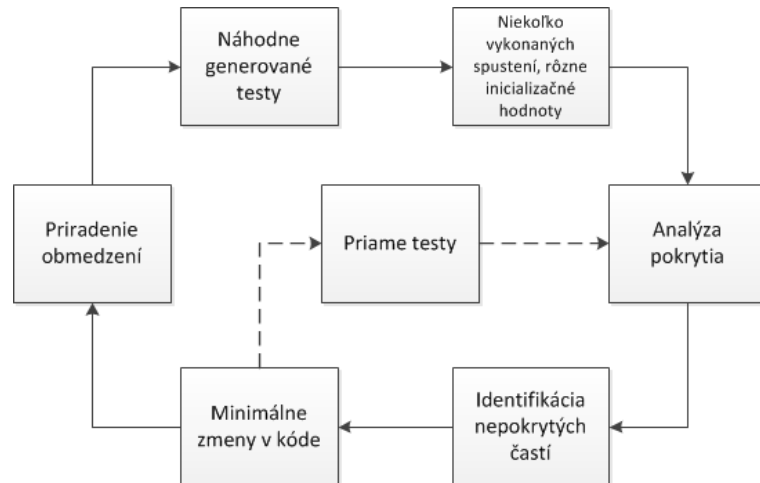 Náhodne
generované
testy
Niekoľko
vykonaných
spustení, rôzne
inicializačné
hodnoty
Priradenie
obmedzení
Priame testy
Analýza
pokrytia
Minimálne
zmeny v kóde
Identifikácia
nepokrytých
častí